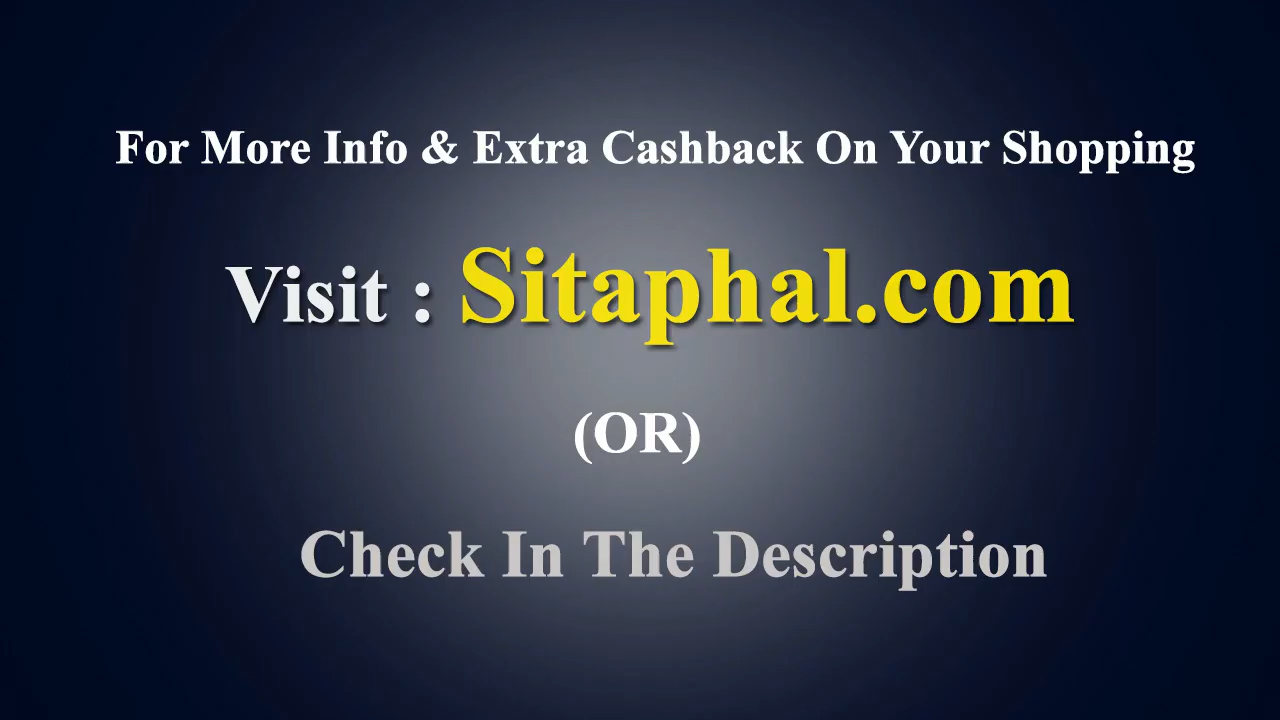 For More Info & Extra Cashback On Your Shopping
Visit : Sitaphal.com
(OR)
Check In The Description